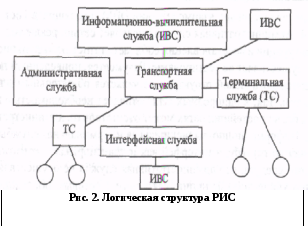 Информационно-вычислительная
служба (ИВС)
ИВС
Административная
служба
Транспортная
служба
Терминальная
служба (ТС)
ТС
Интерфейсная служба
ИВС
Рис. 2. Логическая структура РИС